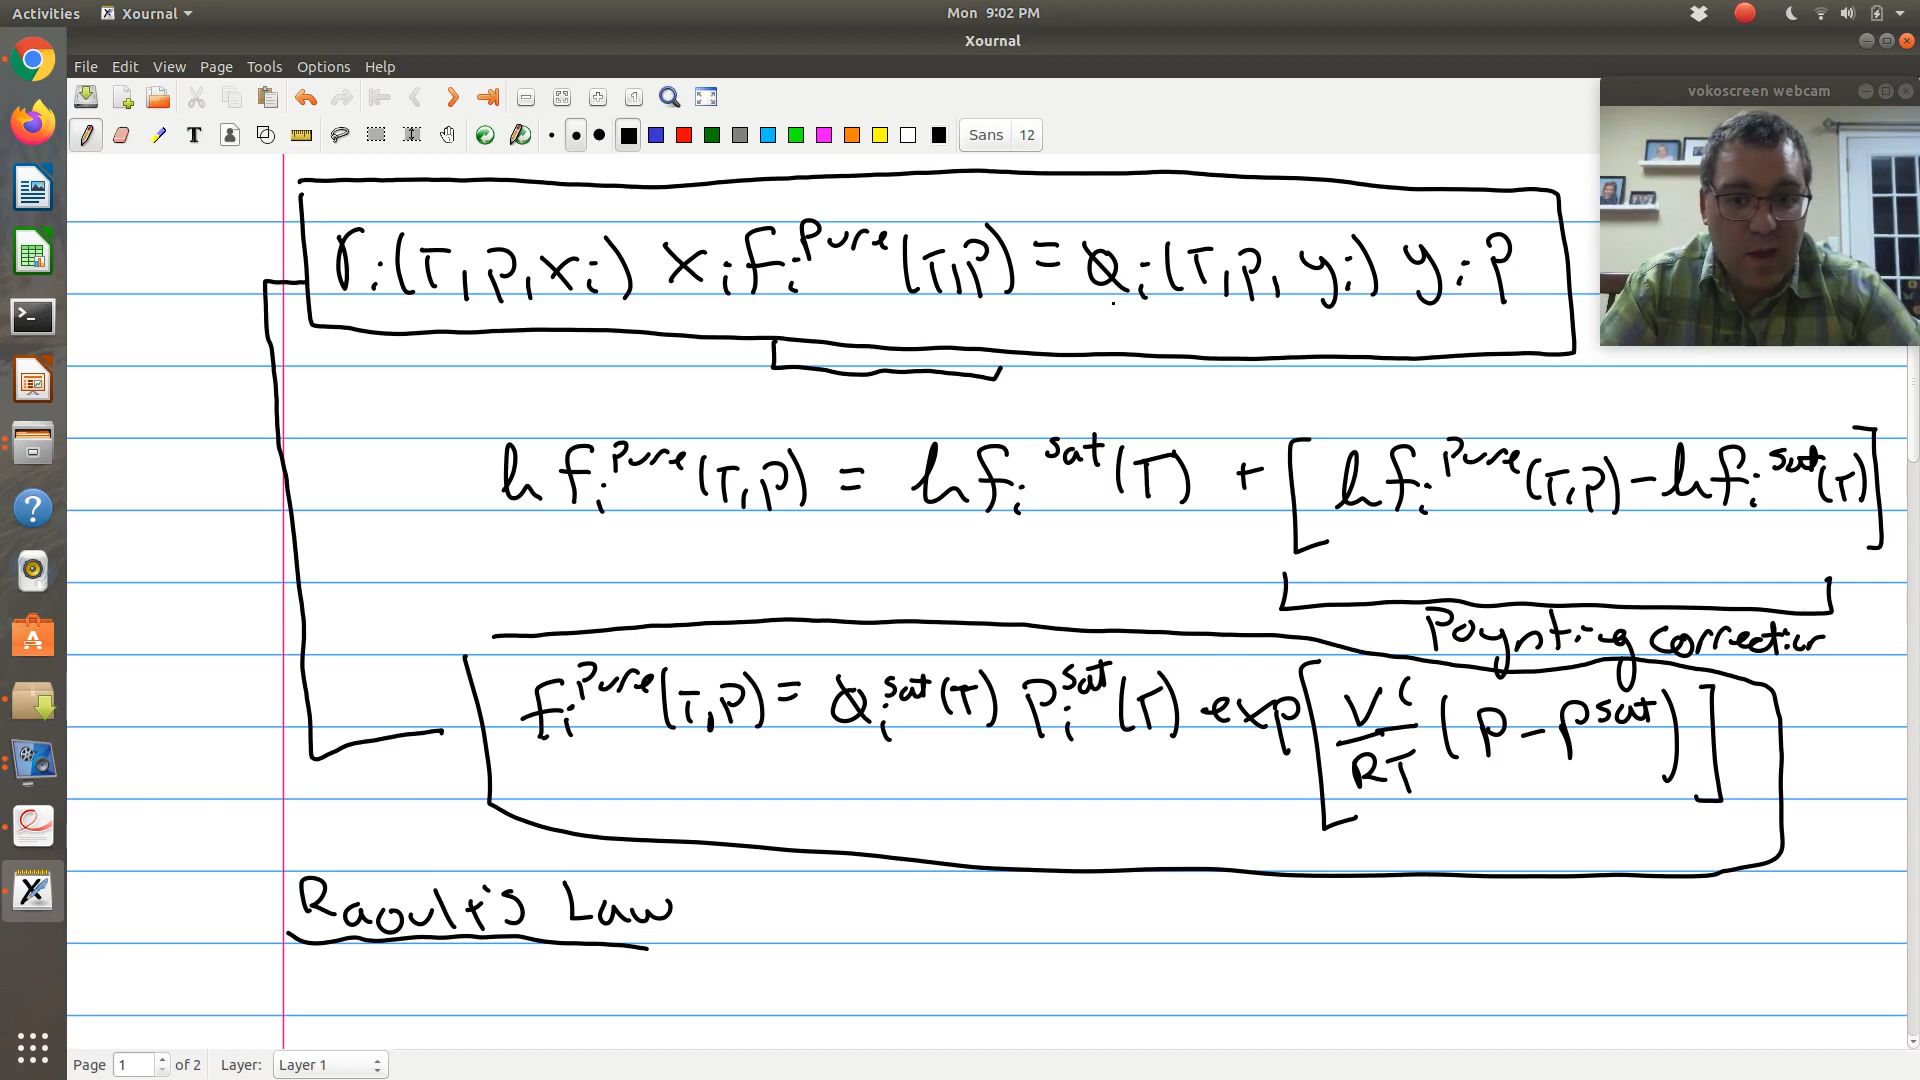 Activities Xournal Mon 9:02 PM
Xournal
File Edit View Page Tools Options Help
vokoscreen webcam
Sans 12
γi(T,P,xi) xi fi^pure(T,P) = φi(T,P,yi) yi P
ln fi^pure(T,P) = ln fi^sat(T) + [ln fi^pure(T,P) - ln fi^sat(T)]
Poynting correction
fi^pure(T,P) = φi^sat(T) Pi^sat(T) exp[V^L/RT (P - P^sat)]
Raoult's Law
Page 1 of 2 Layer: Layer 1